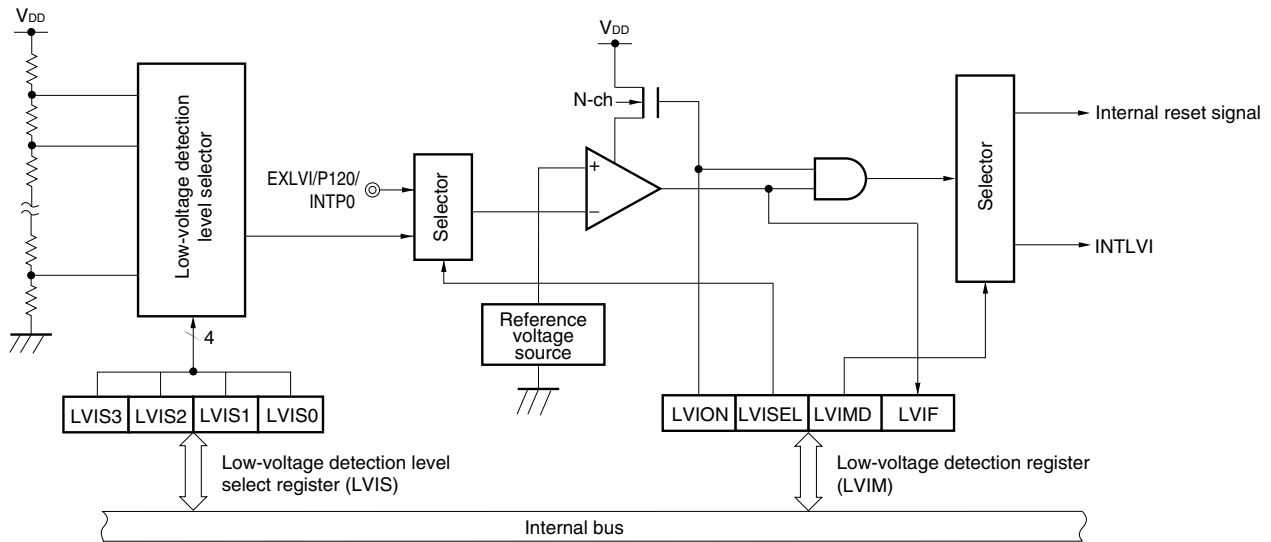 VDD
Low-voltage detection
level selector
4
LVIS3 LVIS2 LVIS1 LVIS0
Low-voltage detection level
select register (LVIS)
EXLVI/P120/
INTP0
Selector
VDD
N-ch
+
−
Reference
voltage
source
Selector
Internal reset signal
INTLVI
LVION LVISEL LVIMD LVIF
Low-voltage detection register
(LVIM)
Internal bus